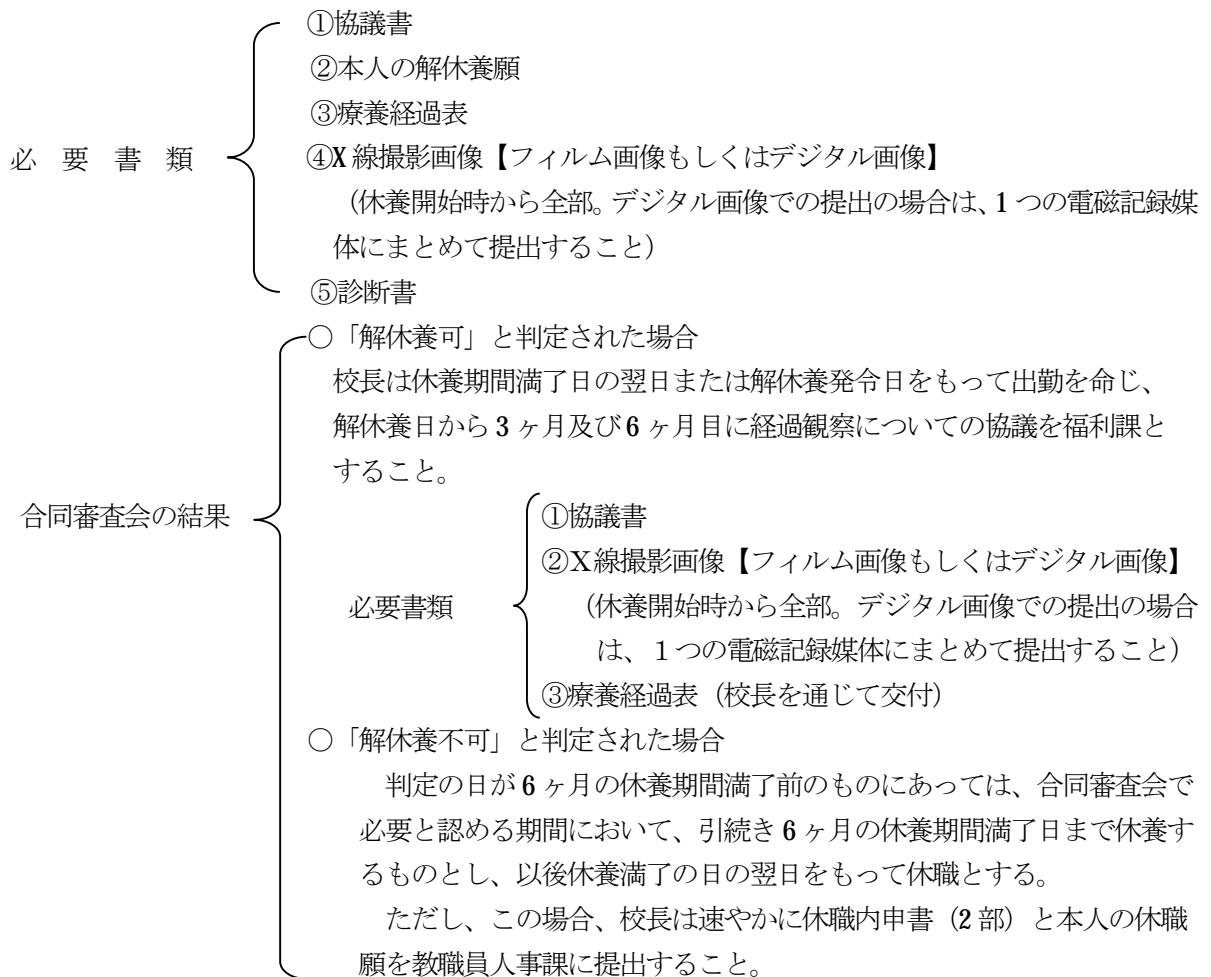 ①協議書
②本人の解休養願
③療養経過表
必要書類
④X線撮影画像【フィルム画像もしくはデジタル画像】
(休養開始時から全部。デジタル画像での提出の場合は、1つの電磁記録媒
体にまとめて提出すること)
⑤診断書
○「解休養可」と判定された場合
校長は休養期間満了日の翌日または解休養発令日をもって出勤を命じ、
解休養日から3ヶ月及び6ヶ月目に経過観察についての協議を福利課と
すること。
合同審査会の結果
①協議書
②X線撮影画像【フィルム画像もしくはデジタル画像】
必要書類
(休養開始時から全部。デジタル画像での提出の場合
は、1つの電磁記録媒体にまとめて提出すること)
③療養経過表(校長を通じて交付)
○「解休養不可」と判定された場合
判定の日が6ヶ月の休養期間満了前のものにあっては、合同審査会で
必要と認める期間において、引続き6ヶ月の休養期間満了日まで休養す
るものとし、以後休養満了の日の翌日をもって休職とする。
ただし、この場合、校長は速やかに休職内申書(2部)と本人の休職
願を教職員人事課に提出すること。